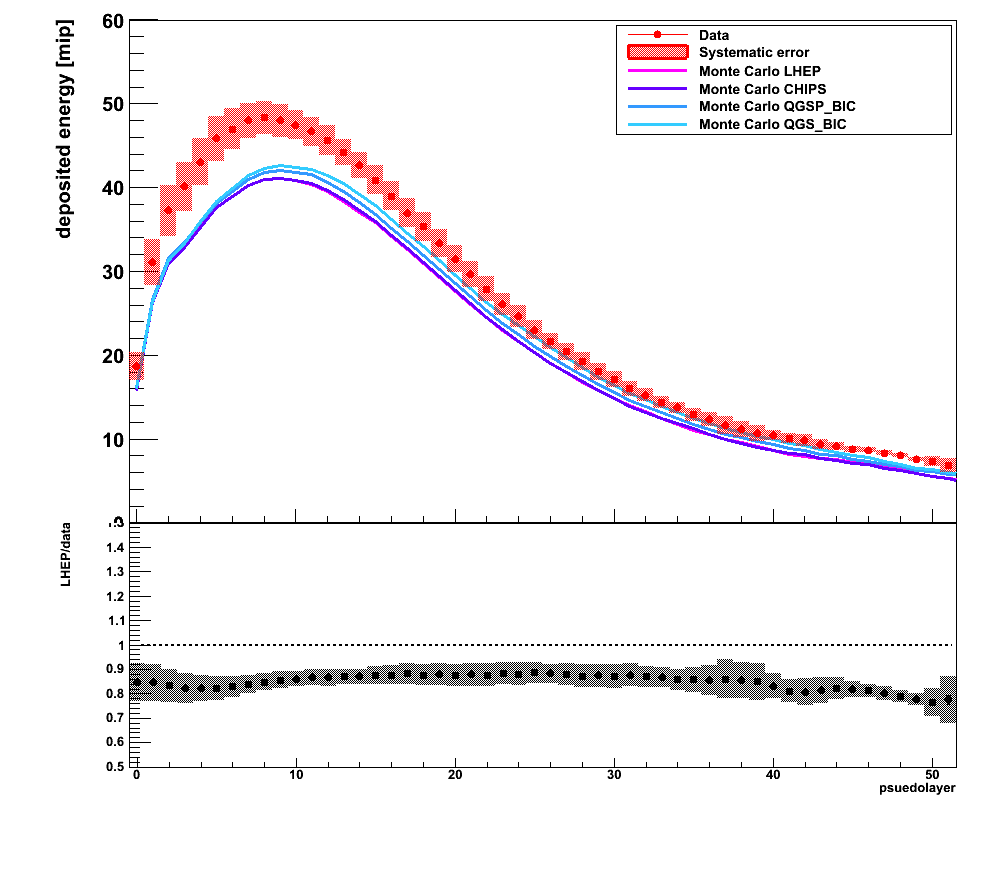 deposited energy [mip]
60
50
40
30
20
10
0
Data
Systematic error
Monte Carlo LHEP
Monte Carlo CHIPS
Monte Carlo QGSP_BIC
Monte Carlo QGS_BIC
LHEP/data
1.4
1.3
1.2
1.1
1
0.9
0.8
0.7
0.6
0.5
0 10 20 30 40 50
psuedolayer